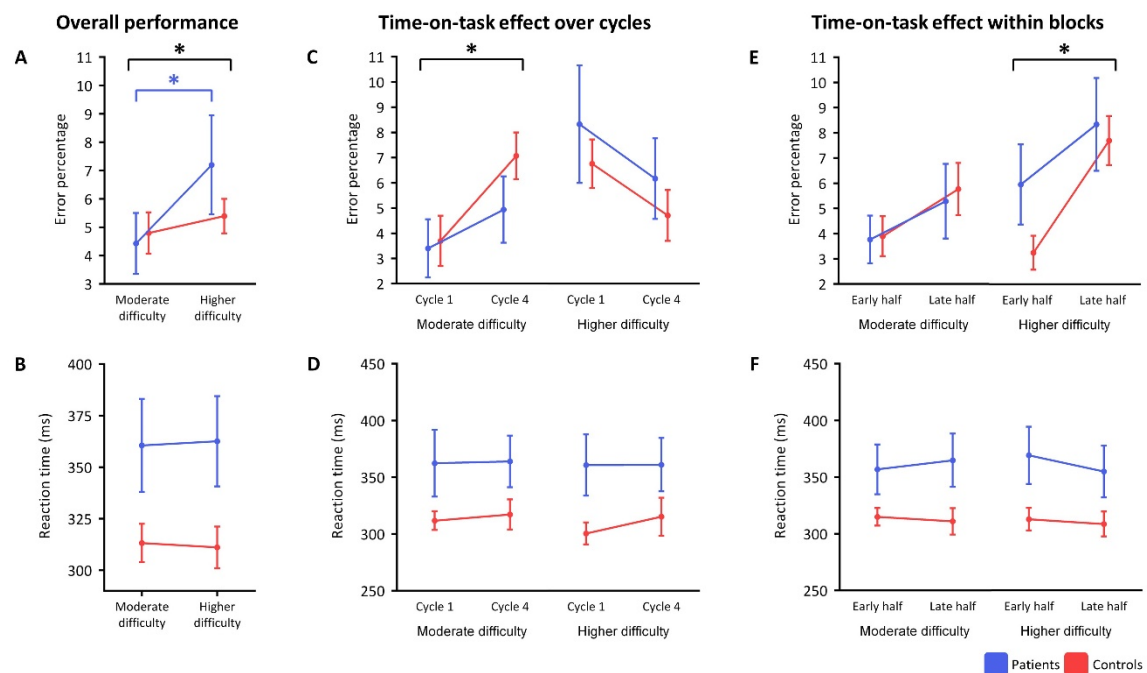 Overall performance
Time-on-task effect over cycles
Time-on-task effect within blocks
A
*
*
11
10
9
8
7
6
5
4
3
Error percentage
Moderate difficulty
Higher difficulty
C
*
11
10
9
8
7
6
5
4
3
2
Error percentage
Cycle 1
Cycle 4
Cycle 1
Cycle 4
Moderate difficulty
Higher difficulty
E
*
11
10
9
8
7
6
5
4
3
2
Error percentage
Early half
Late half
Early half
Late half
Moderate difficulty
Higher difficulty
B
400
375
350
325
300
Reaction time (ms)
Moderate difficulty
Higher difficulty
D
450
400
350
300
250
Reaction time (ms)
Cycle 1
Cycle 4
Cycle 1
Cycle 4
Moderate difficulty
Higher difficulty
F
450
400
350
300
250
Reaction time (ms)
Early half
Late half
Early half
Late half
Moderate difficulty
Higher difficulty
Patients
Controls